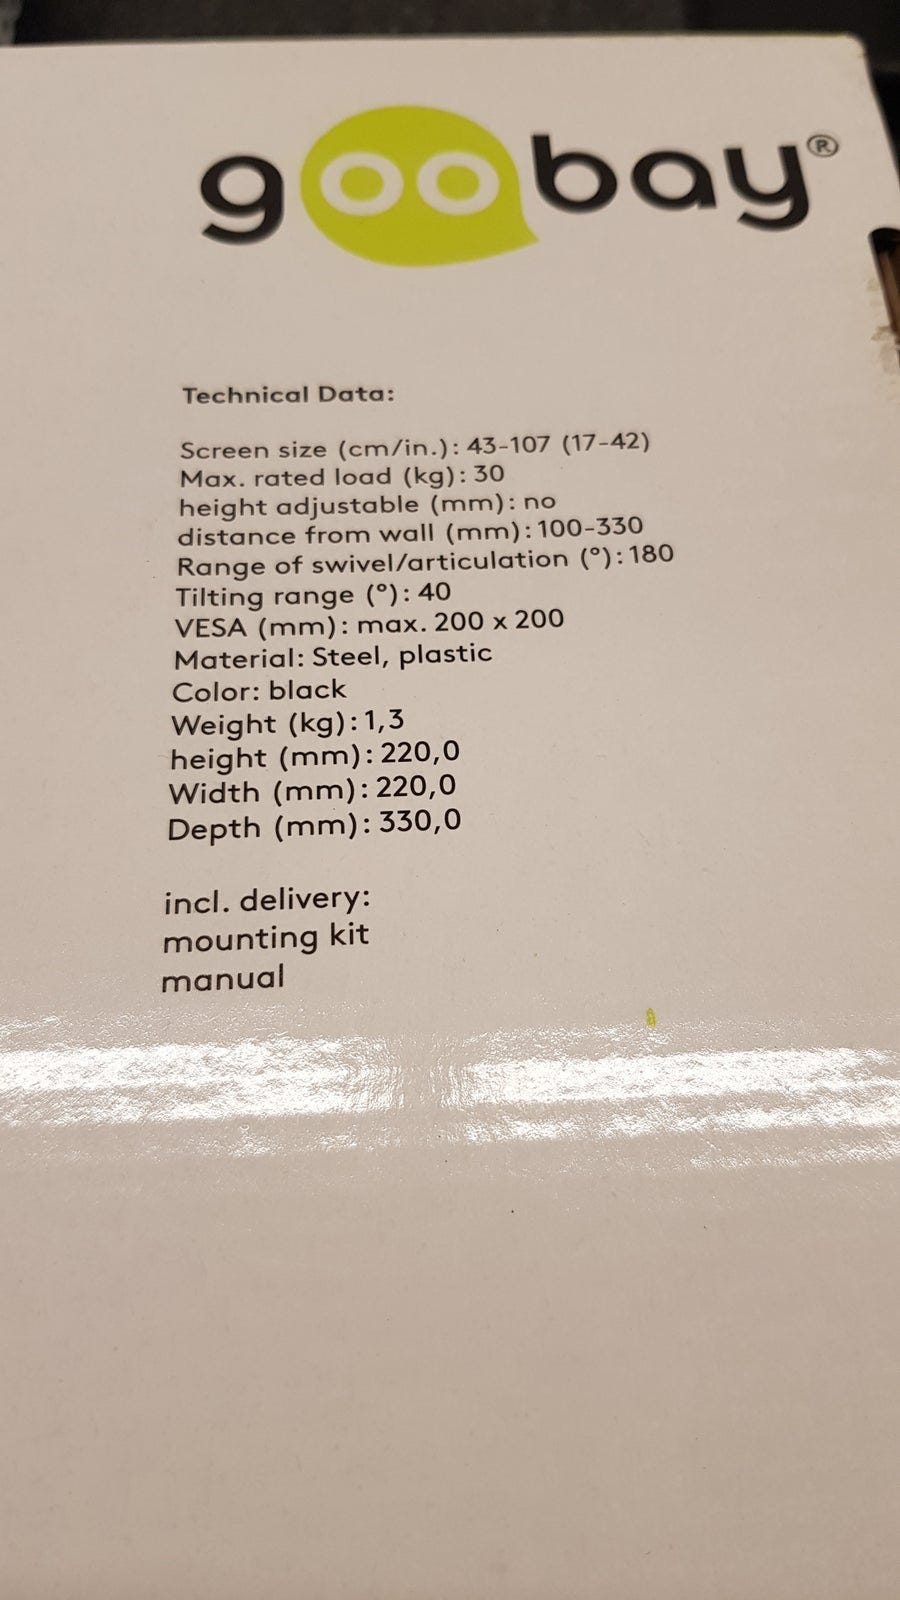 goobay®
Technical Data:
Screen size (cm/in.): 43-107 (17-42)
Max. rated load (kg): 30
height adjustable (mm): no
distance from wall (mm): 100-330
Range of swivel/articulation (°): 180
Tilting range (°): 40
VESA (mm): max. 200 x 200
Material: Steel, plastic
Color: black
Weight (kg): 1,3
height (mm): 220,0
Width (mm): 220,0
Depth (mm): 330,0
incl. delivery:
mounting kit
manual